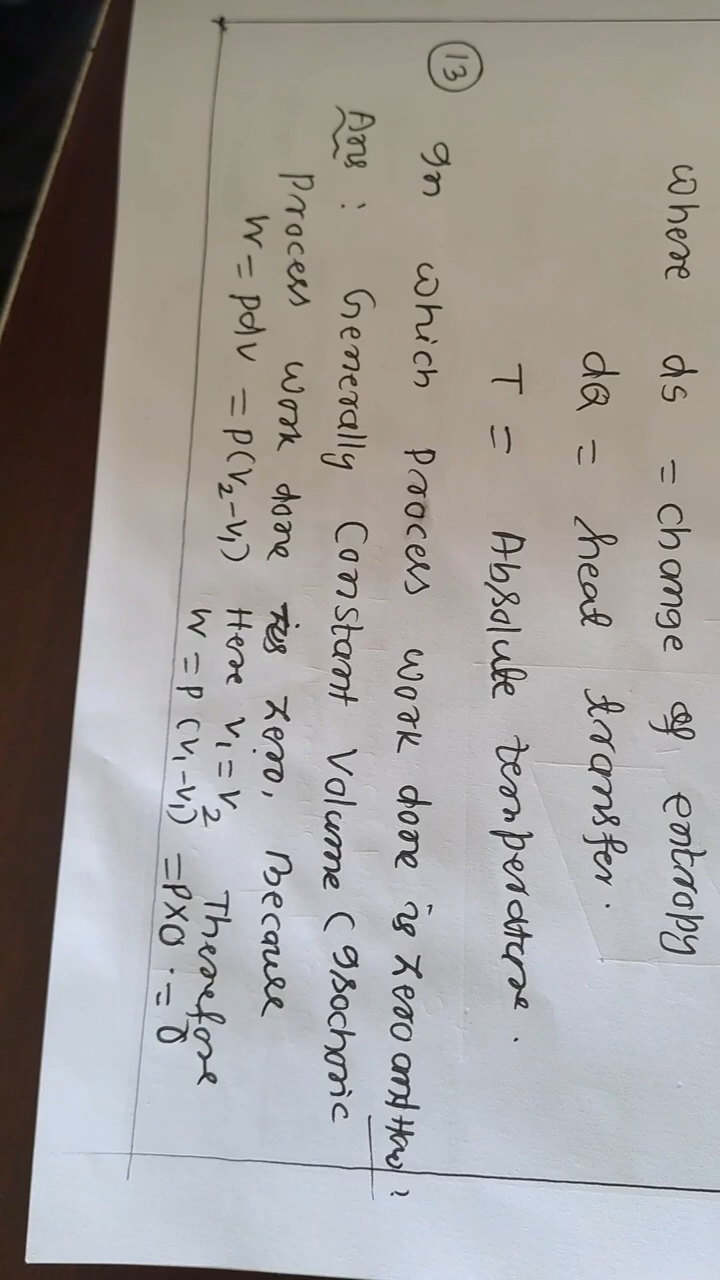 where ds = change of entropy
dQ = heat transfer.
T = Absolute temperature.
(13) In which process work done is zero and How?
Ans : Generally Constant Volume (Isochoric
process work done is zero, Because
W = pdv = p(v₂-v₁) Here v₁ = v₂ Therefore
W = p (v₁-v₁) = p×0 = 0